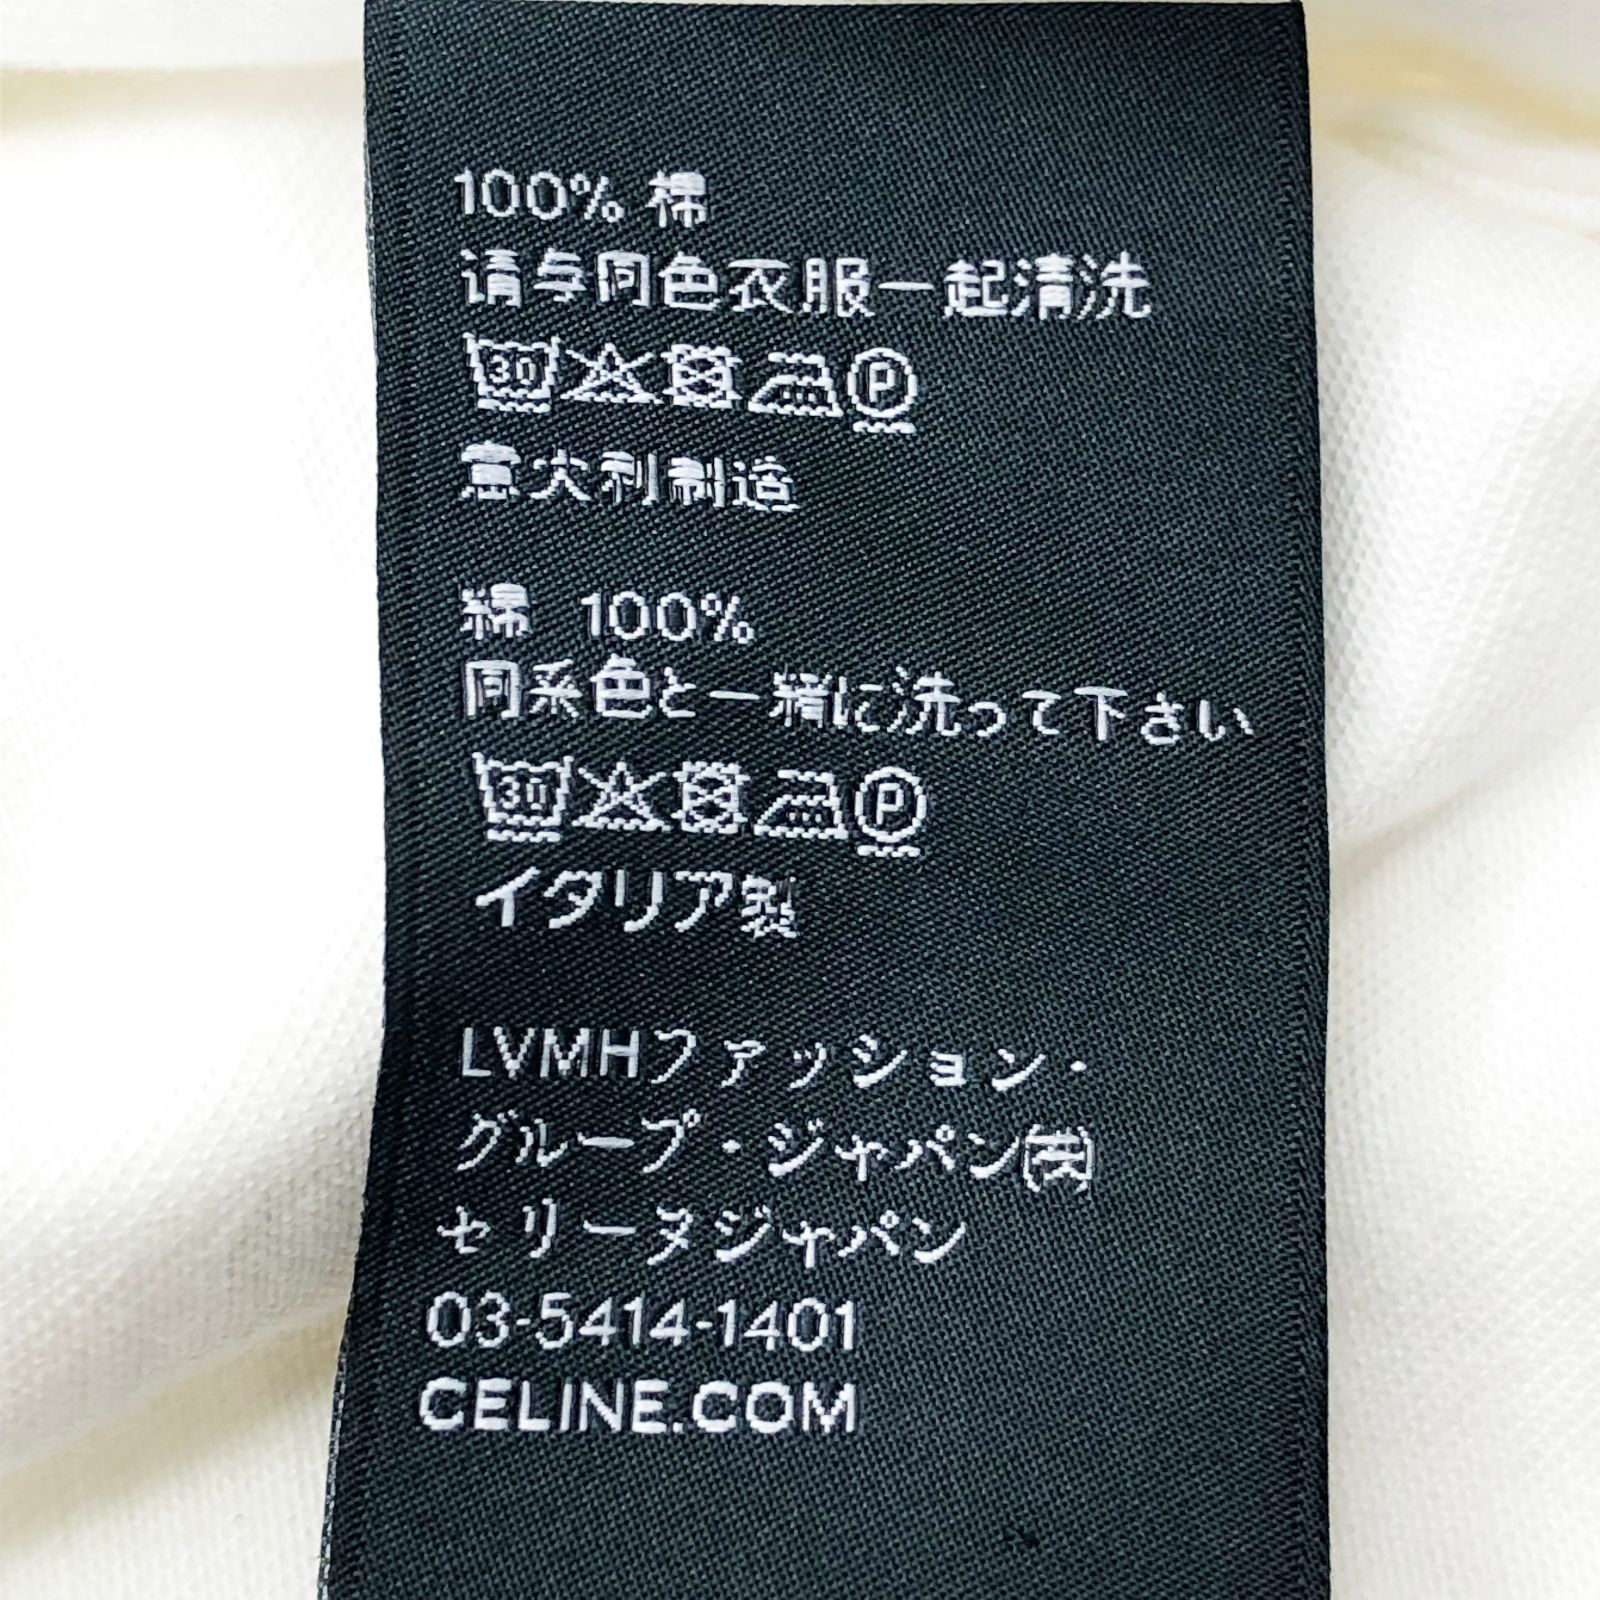 100% 棉
请与同色衣服一起清洗
30 P
意大利制造
綿 100%
同系色と一緒に洗って下さい
30 P
イタリア製
LVMHファッション・
グループ・ジャパン㈱
セリーヌジャパン
03-5414-1401
CELINE.COM